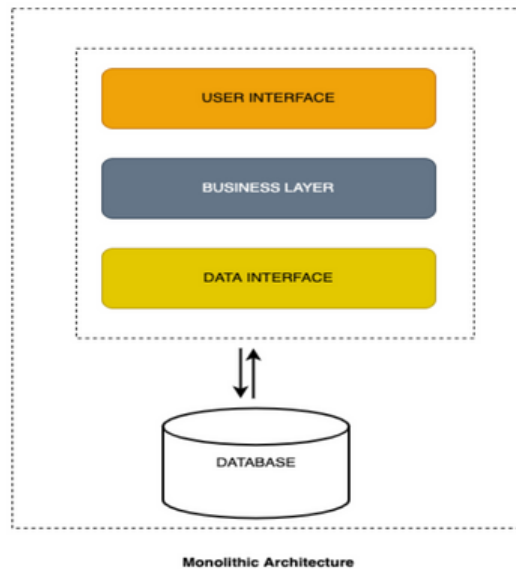 USER INTERFACE
BUSINESS LAYER
DATA INTERFACE
DATABASE
Monolithic Architecture